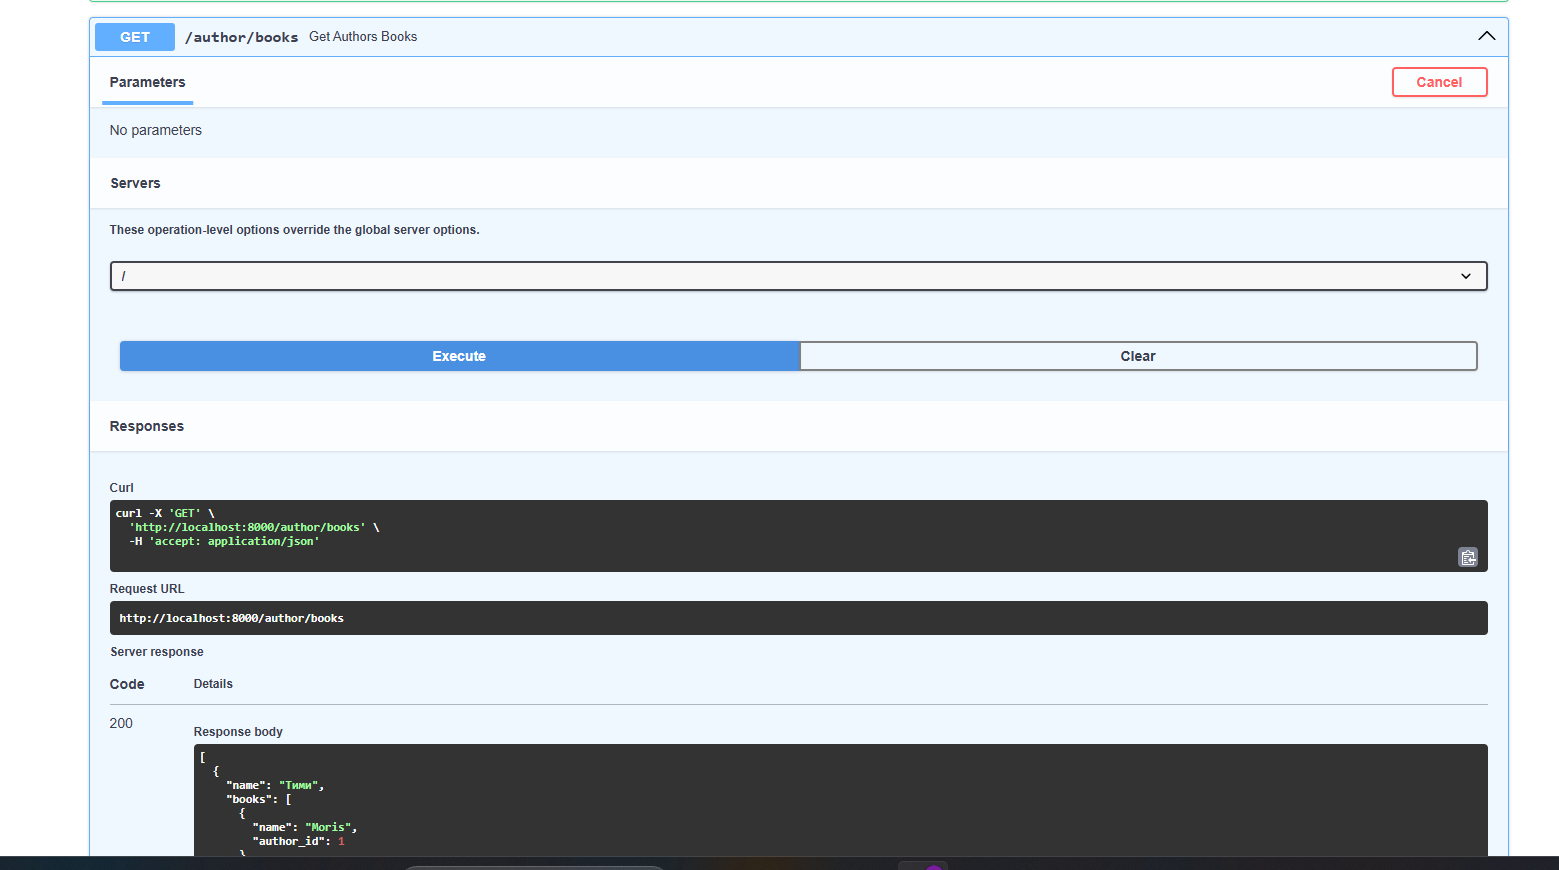 GET /author/books Get Authors Books
Parameters
Cancel
No parameters
Servers
These operation-level options override the global server options.
/
Execute
Clear
Responses
Curl
curl -X 'GET' \
'http://localhost:8000/author/books' \
-H 'accept: application/json'
Request URL
http://localhost:8000/author/books
Server response
Code Details
200
Response body
[
{
"name": "Тими",
"books": [
{
"name": "Moris",
"author_id": 1
}